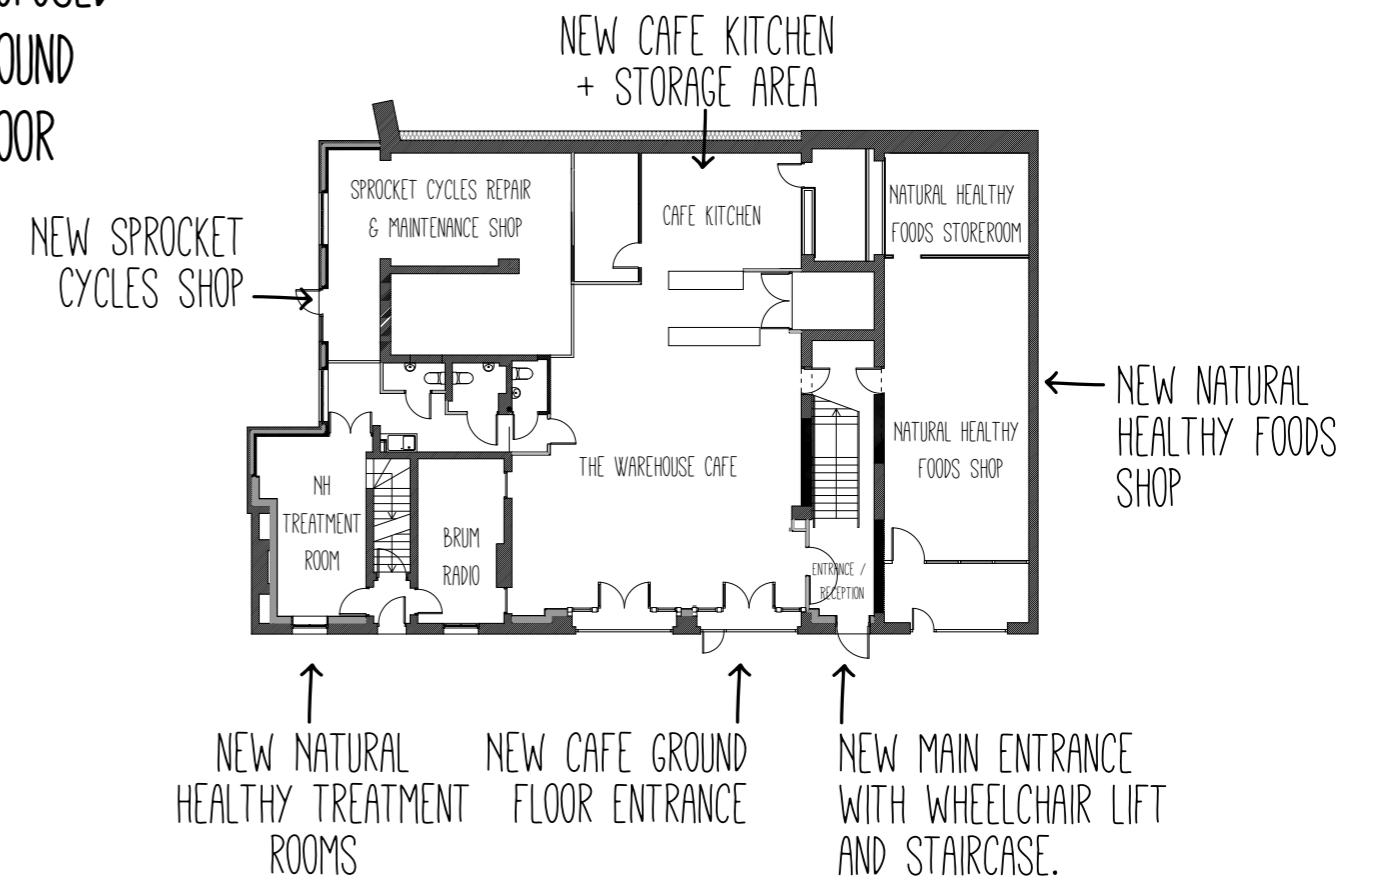 OUND
OOR
NEW CAFE KITCHEN
+ STORAGE AREA
SPROCKET CYCLES REPAIR
& MAINTENANCE SHOP
CAFE KITCHEN
NATURAL HEALTHY
FOODS STOREROOM
NEW SPROCKET
CYCLES SHOP
NEW NATURAL
HEALTHY FOODS
SHOP
NATURAL HEALTHY
FOODS SHOP
THE WAREHOUSE CAFE
NH
TREATMENT
ROOM
BRUM
RADIO
ENTRANCE /
RECEPTION
NEW NATURAL
HEALTHY TREATMENT
ROOMS
NEW CAFE GROUND
FLOOR ENTRANCE
NEW MAIN ENTRANCE
WITH WHEELCHAIR LIFT
AND STAIRCASE.